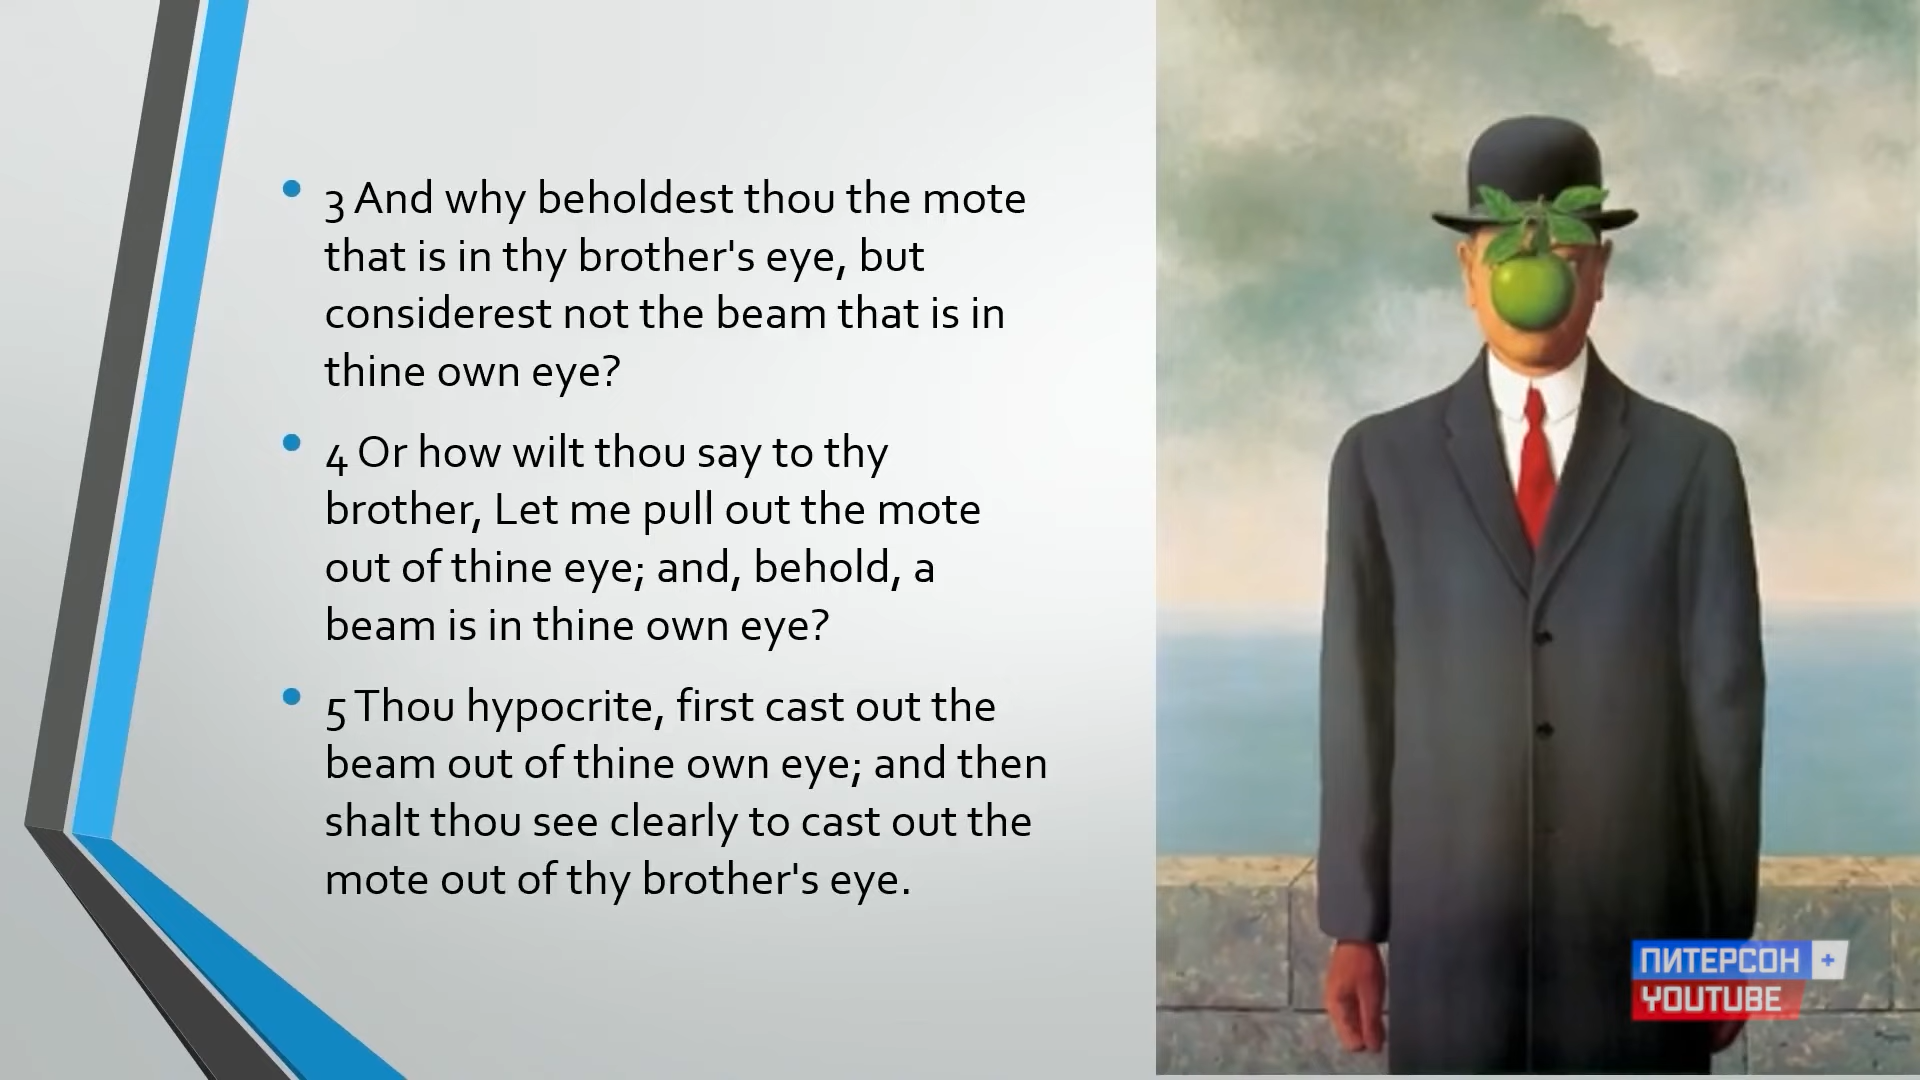 3 And why beholdest thou the mote
that is in thy brother's eye, but
considerest not the beam that is in
thine own eye?
4 Or how wilt thou say to thy
brother, Let me pull out the mote
out of thine eye; and, behold, a
beam is in thine own eye?
5 Thou hypocrite, first cast out the
beam out of thine own eye; and then
shalt thou see clearly to cast out the
mote out of thy brother's eye.
ПИТЕРСОН +
YOUTUBE